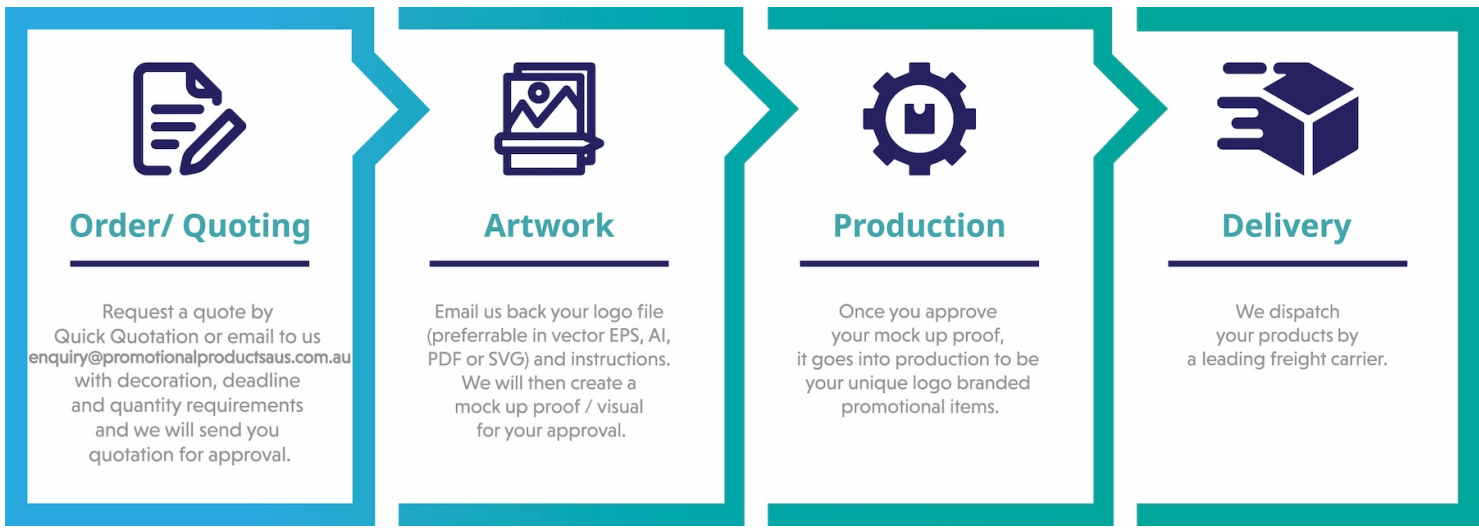 Order/ Quoting
Request a quote by
Quick Quotation or email to us
enquiry@promotionalproductsaus.com.au
with decoration, deadline
and quantity requirements
and we will send you
quotation for approval.
Artwork
Email us back your logo file
(preferrable in vector EPS, AI,
PDF or SVG) and instructions.
We will then create a
mock up proof / visual
for your approval.
Production
Once you approve
your mock up proof,
it goes into production to be
your unique logo branded
promotional items.
Delivery
We dispatch
your products by
a leading freight carrier.